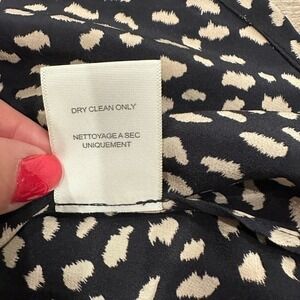 DRY CLEAN ONLY
NETTOYAGE A SEC
UNIQUEMENT